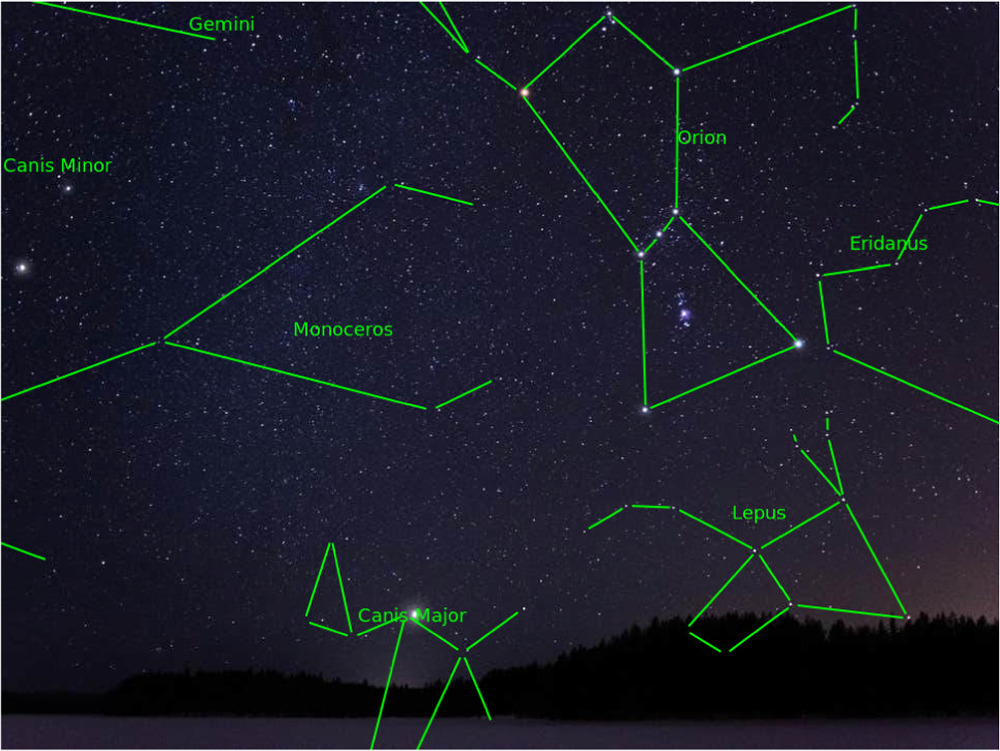 Gemini
Orion
Canis Minor
Eridanus
Monoceros
Lepus
Canis Major